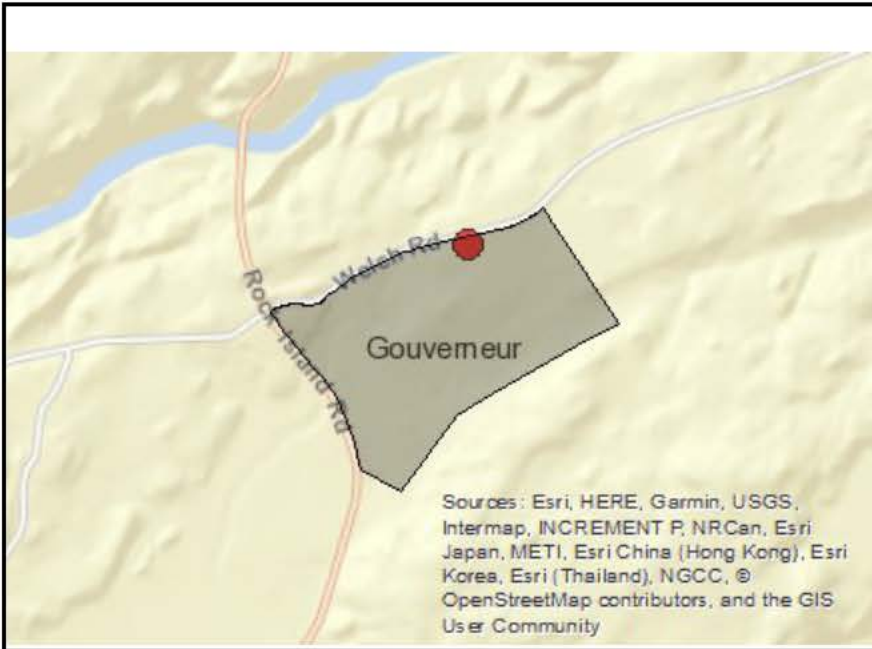 Welch Rd
Rock Island Rd
Gouverneur
Sources: Esri, HERE, Garmin, USGS,
Intermap, INCREMENT P, NRCan, Esri
Japan, METI, Esri China (Hong Kong), Esri
Korea, Esri (Thailand), NGCC, ©
OpenStreetMap contributors, and the GIS
User Community